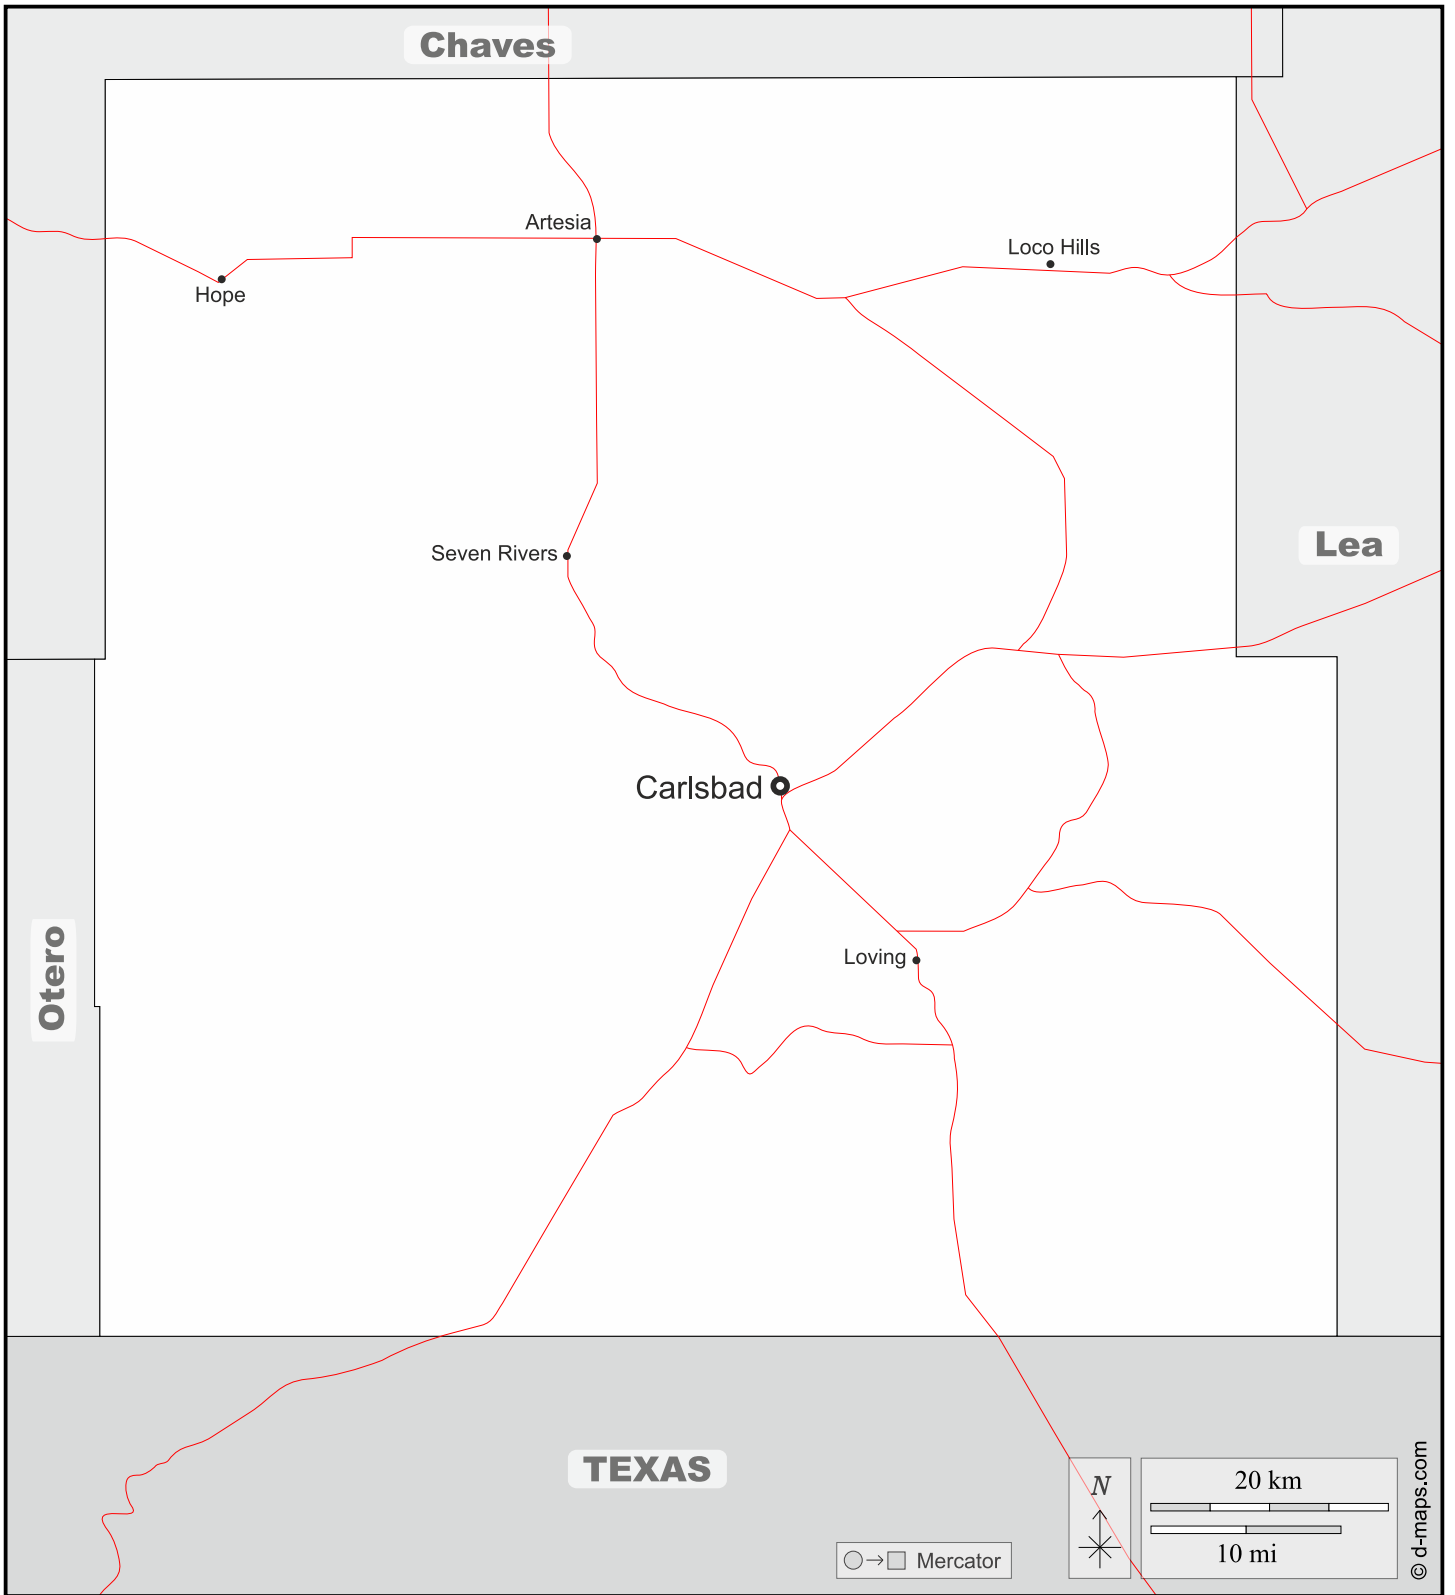 Chaves
Artesia
Loco Hills
Hope
Seven Rivers
Lea
Carlsbad
Otero
Loving
TEXAS
N
20 km
10 mi
Mercator
© d-maps.com